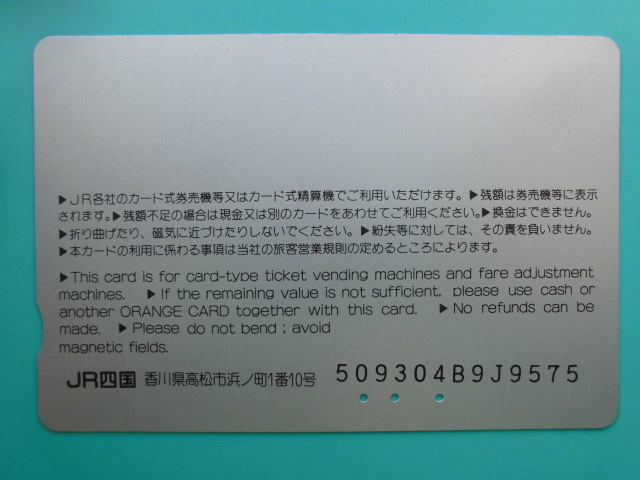 ▶JR各社のカード式券売機等又はカード式精算機でご利用いただけます。▶残額は券売機等に表示
されます。▶残額不足の場合は現金又は別のカードをあわせてご利用ください。▶換金はできません。
▶折り曲げたり、磁気に近づけたりしないでください。▶紛失等に対しては、その責を負いません。
▶本カードの利用に係わる事項は当社の旅客営業規則の定めるところによります。
▶This card is for card-type ticket vending machines and fare adjustment
machines. ▶If the remaining value is not sufficient, please use cash or
another ORANGE CARD together with this card. ▶No refunds can be
made. ▶Please do not bend ; avoid
magnetic fields.
JR四国 香川県高松市浜ノ町1番10号 509304B9J9575